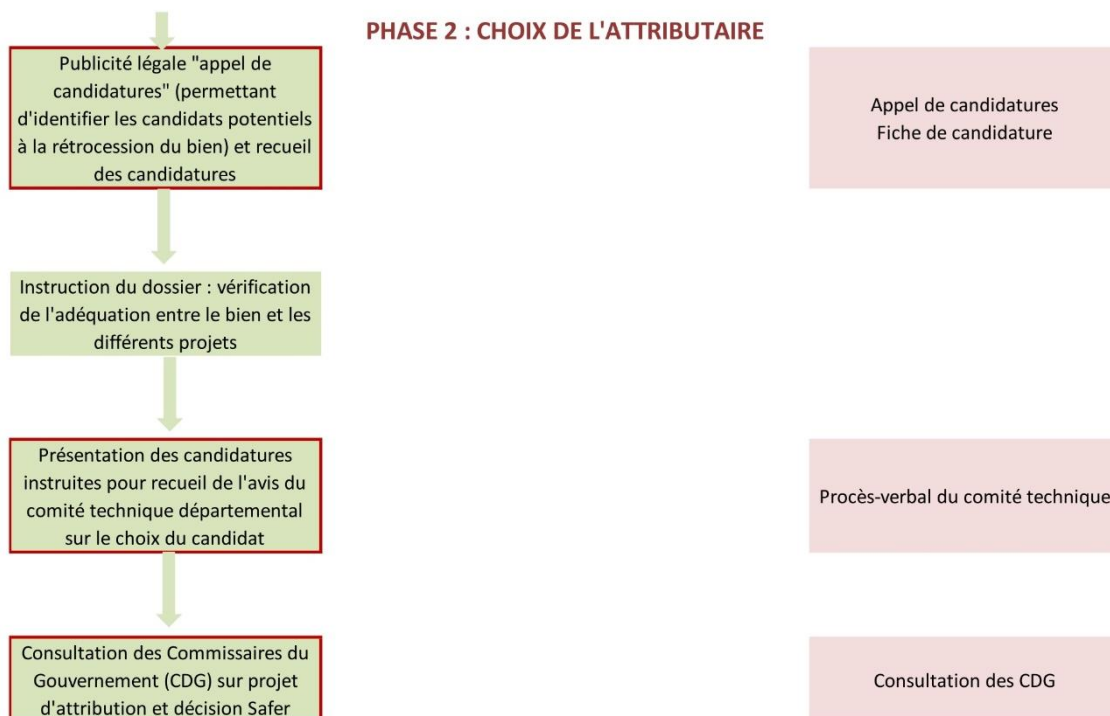 PHASE 2 : CHOIX DE L'ATTRIBUTAIRE
Publicité légale "appel de
candidatures" (permettant
d'identifier les candidats potentiels
à la rétrocession du bien) et recueil
des candidatures
Appel de candidatures
Fiche de candidature
Instruction du dossier : vérification
de l'adéquation entre le bien et les
différents projets
Présentation des candidatures
instruites pour recueil de l'avis du
comité technique départemental
sur le choix du candidat
Procès-verbal du comité technique
Consultation des Commissaires du
Gouvernement (CDG) sur projet
d'attribution et décision Safer
Consultation des CDG